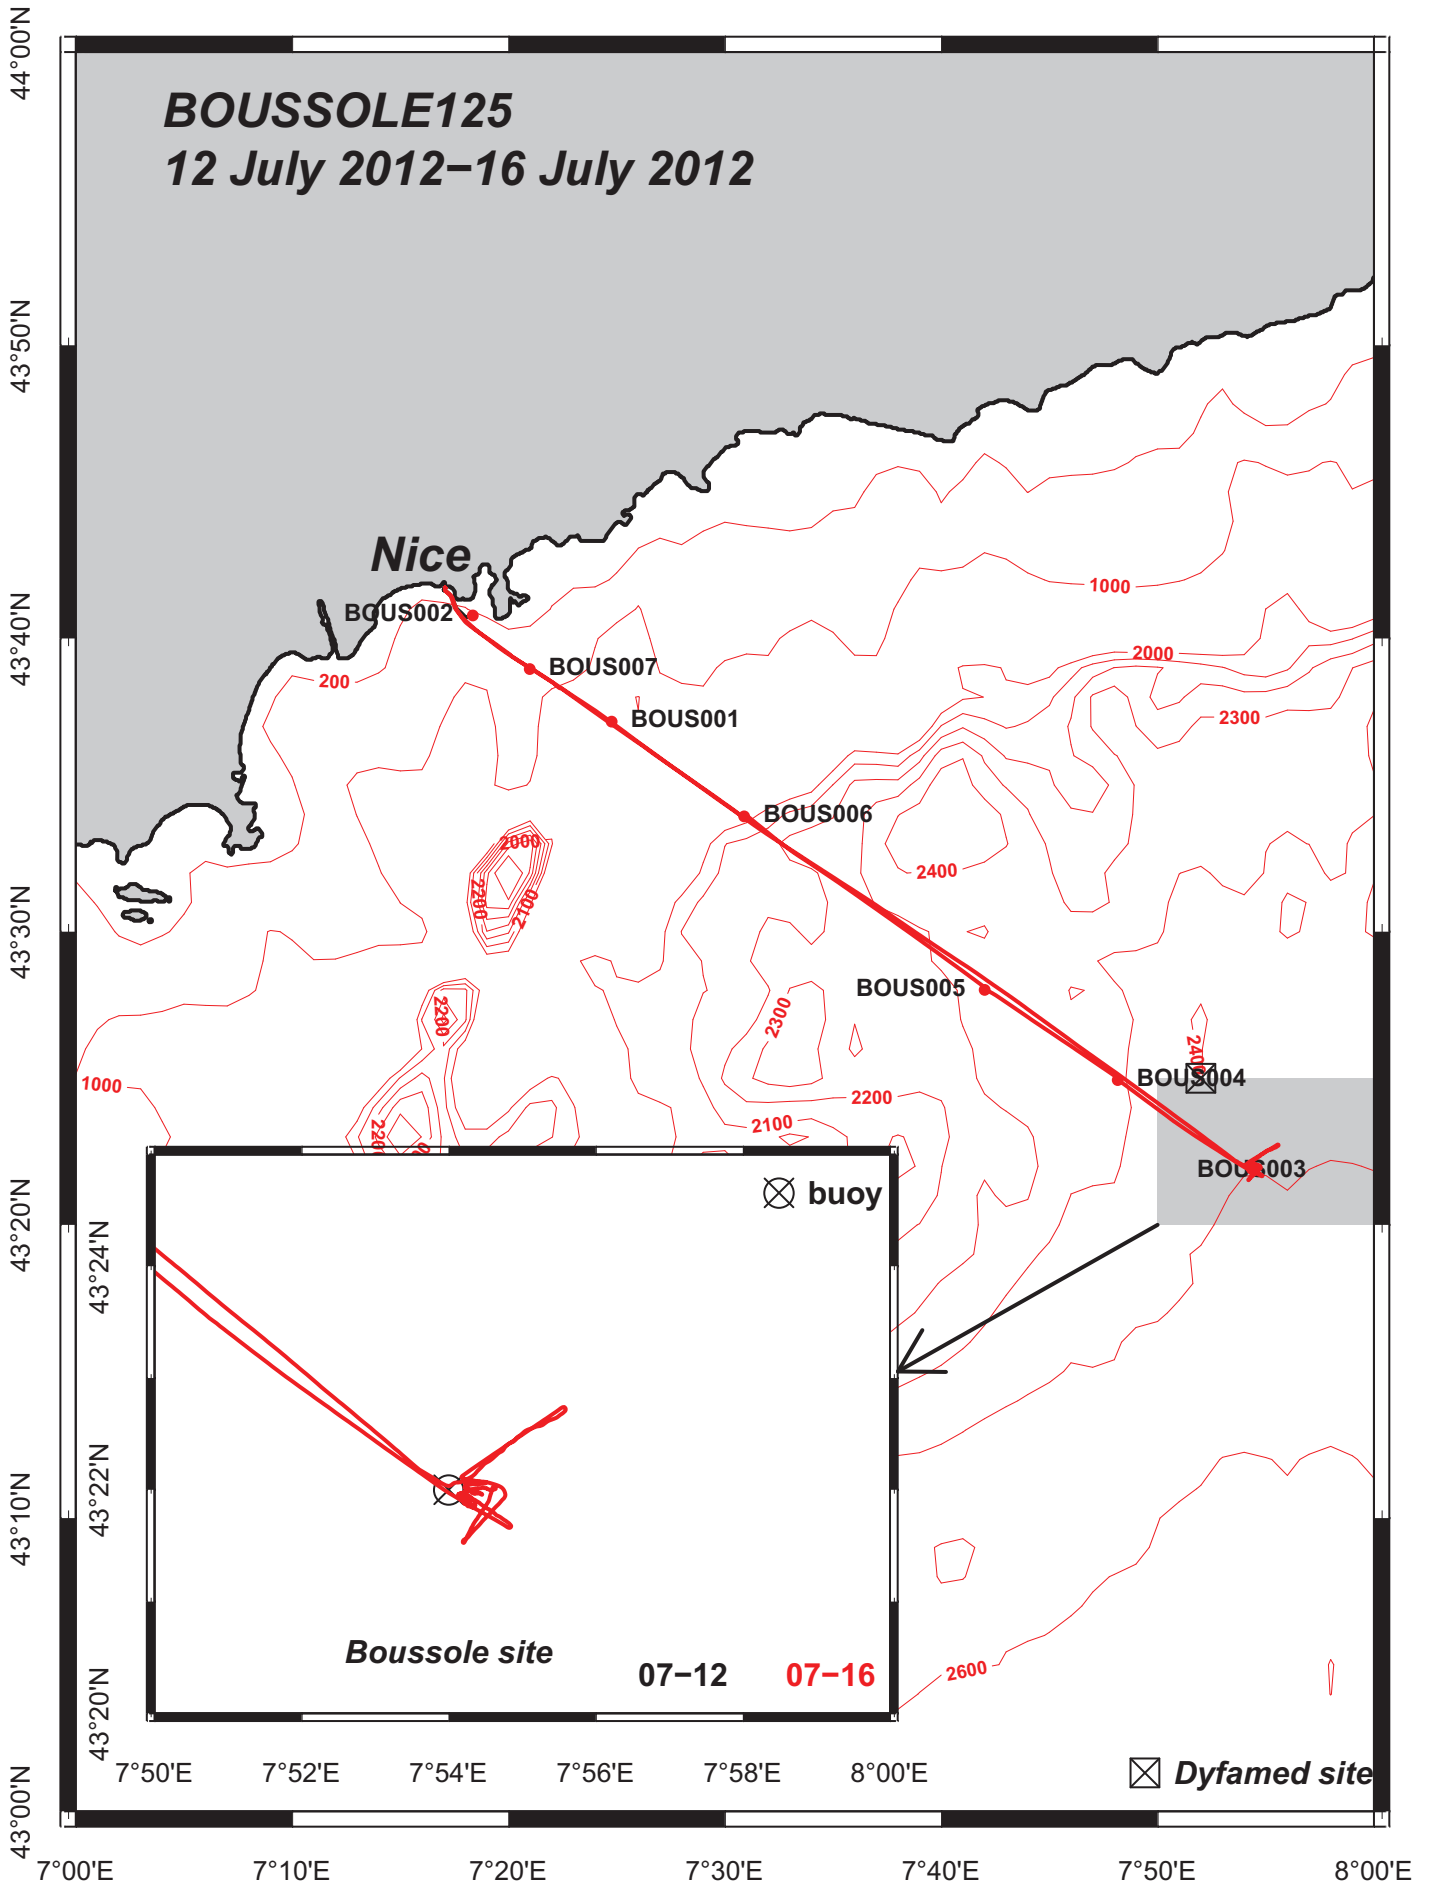 BOUSSOLE125
12 July 2012–16 July 2012
44°00'N
43°50'N
43°40'N
43°30'N
43°20'N
43°10'N
43°00'N
Nice
1000
BOUS002
2000
BOUS007
200
2300
BOUS001
BOUS006
2000
2400
2200
2100
BOUS005
2200
2300
2400
BOUS004
1000
2200
2100
2200
BOUS003
buoy
43°24'N
43°22'N
43°20'N
Boussole site
2600
07–12
07–16
7°50'E
7°52'E
7°54'E
7°56'E
7°58'E
8°00'E
Dyfamed site
7°00'E
7°10'E
7°20'E
7°30'E
7°40'E
7°50'E
8°00'E